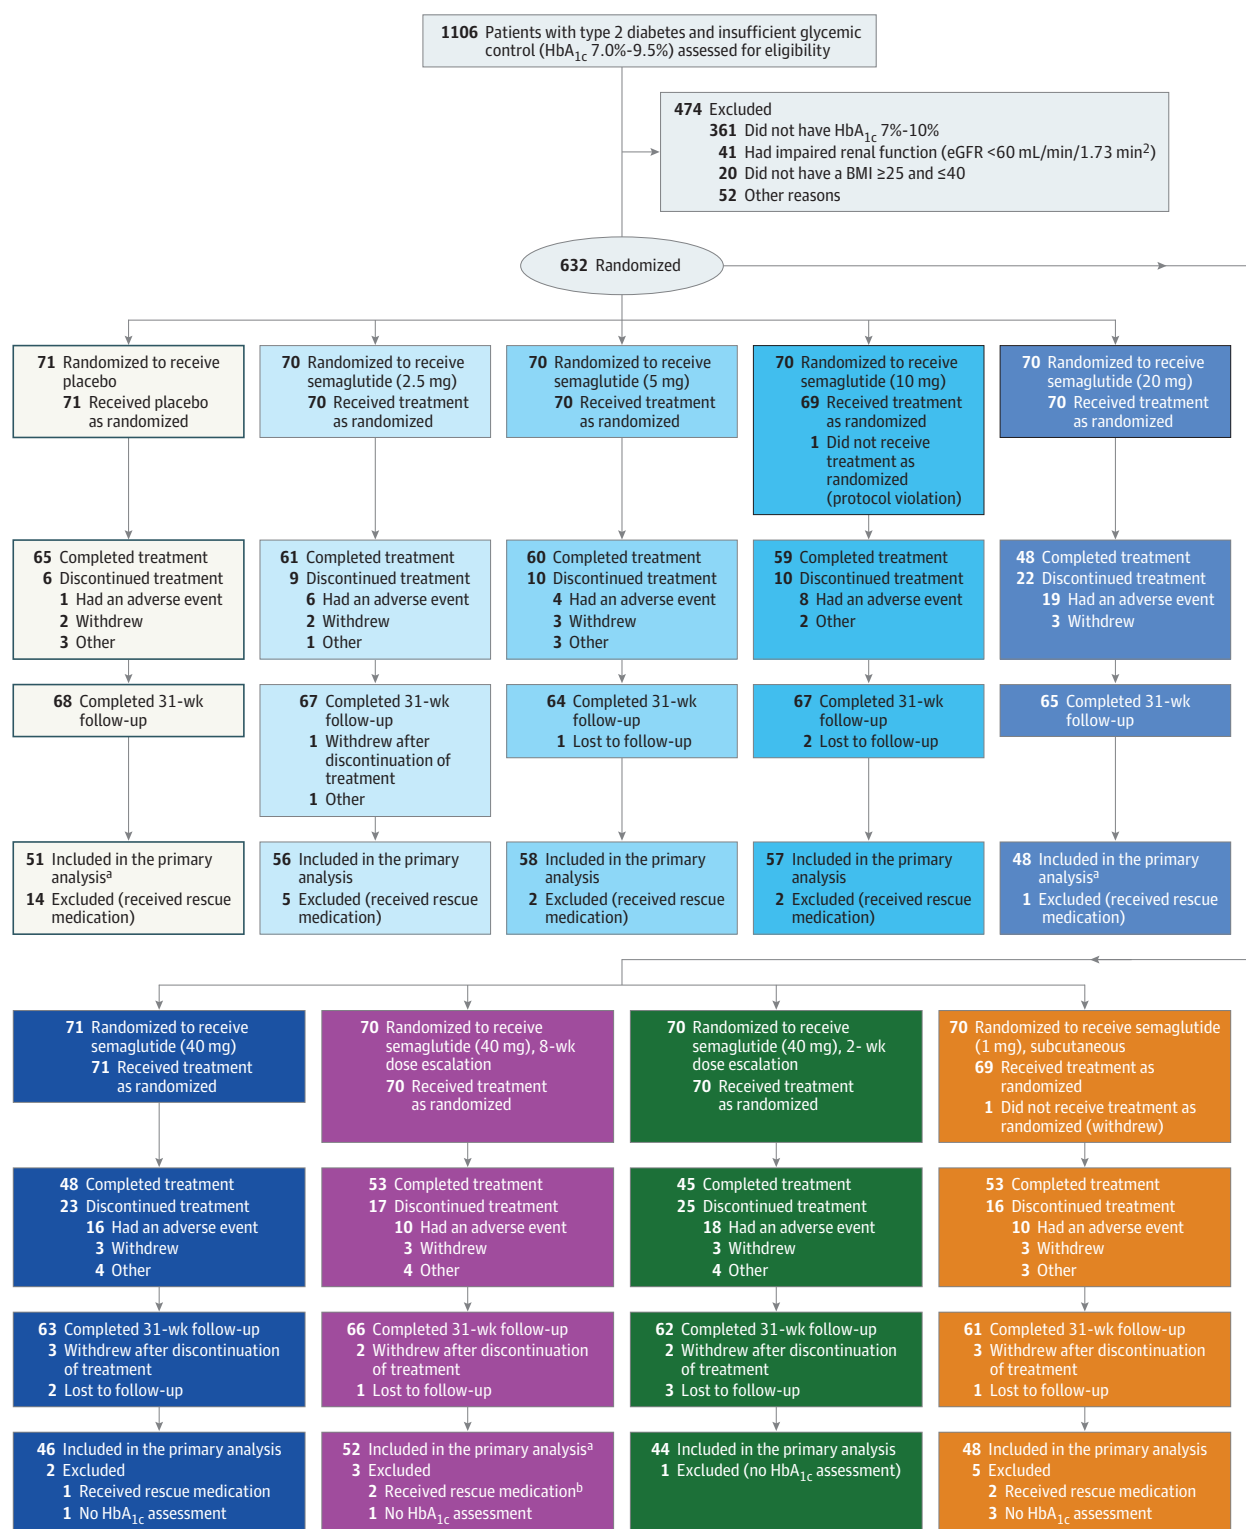 1106 Patients with type 2 diabetes and insufficient glycemic
control (HbA1c 7.0%-9.5%) assessed for eligibility
474 Excluded
361 Did not have HbA1c 7%-10%
41 Had impaired renal function (eGFR <60 mL/min/1.73 min2)
20 Did not have a BMI ≥25 and ≤40
52 Other reasons
632 Randomized
71 Randomized to receive
placebo
71 Received placebo
as randomized
70 Randomized to receive
semaglutide (2.5 mg)
70 Received treatment
as randomized
70 Randomized to receive
semaglutide (5 mg)
70 Received treatment
as randomized
70 Randomized to receive
semaglutide (10 mg)
69 Received treatment
as randomized
1 Did not receive
treatment as
randomized
(protocol violation)
70 Randomized to receive
semaglutide (20 mg)
70 Received treatment
as randomized
65 Completed treatment
6 Discontinued treatment
1 Had an adverse event
2 Withdrew
3 Other
61 Completed treatment
9 Discontinued treatment
6 Had an adverse event
2 Withdrew
1 Other
60 Completed treatment
10 Discontinued treatment
4 Had an adverse event
3 Withdrew
3 Other
59 Completed treatment
10 Discontinued treatment
8 Had an adverse event
2 Other
48 Completed treatment
22 Discontinued treatment
19 Had an adverse event
3 Withdrew
68 Completed 31-wk
follow-up
67 Completed 31-wk
follow-up
1 Withdrew after
discontinuation of
treatment
1 Other
64 Completed 31-wk
follow-up
1 Lost to follow-up
67 Completed 31-wk
follow-up
2 Lost to follow-up
65 Completed 31-wk
follow-up
51 Included in the primary
analysisa
14 Excluded (received rescue
medication)
56 Included in the primary
analysis
5 Excluded (received rescue
medication)
58 Included in the primary
analysis
2 Excluded (received rescue
medication)
57 Included in the primary
analysis
2 Excluded (received rescue
medication)
48 Included in the primary
analysisa
1 Excluded (received rescue
medication)
71 Randomized to receive
semaglutide (40 mg)
71 Received treatment
as randomized
70 Randomized to receive
semaglutide (40 mg), 8-wk
dose escalation
70 Received treatment
as randomized
70 Randomized to receive
semaglutide (40 mg), 2- wk
dose escalation
70 Received treatment
as randomized
70 Randomized to receive semaglutide
(1 mg), subcutaneous
69 Received treatment as
randomized
1 Did not receive treatment as
randomized (withdrew)
48 Completed treatment
23 Discontinued treatment
16 Had an adverse event
3 Withdrew
4 Other
53 Completed treatment
17 Discontinued treatment
10 Had an adverse event
3 Withdrew
4 Other
45 Completed treatment
25 Discontinued treatment
18 Had an adverse event
3 Withdrew
4 Other
53 Completed treatment
16 Discontinued treatment
10 Had an adverse event
3 Withdrew
3 Other
63 Completed 31-wk follow-up
3 Withdrew after discontinuation
of treatment
2 Lost to follow-up
66 Completed 31-wk follow-up
2 Withdrew after discontinuation
of treatment
1 Lost to follow-up
62 Completed 31-wk follow-up
2 Withdrew after discontinuation
of treatment
3 Lost to follow-up
61 Completed 31-wk follow-up
3 Withdrew after discontinuation
of treatment
1 Lost to follow-up
46 Included in the primary analysis
2 Excluded
1 Received rescue medication
1 No HbA1c assessment
52 Included in the primary analysisa
3 Excluded
2 Received rescue medicationb
1 No HbA1c assessment
44 Included in the primary analysis
1 Excluded (no HbA1c assessment)
48 Included in the primary analysis
5 Excluded
2 Received rescue medication
3 No HbA1c assessment